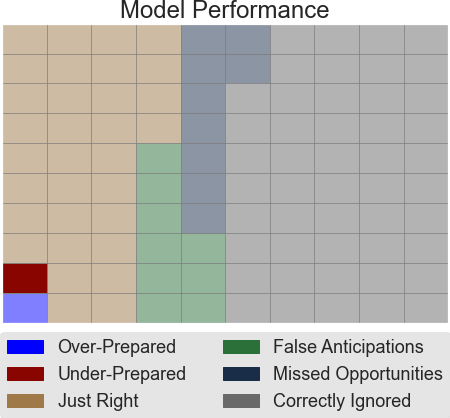 Model Performance
Over-Prepared
Under-Prepared
Just Right
False Anticipations
Missed Opportunities
Correctly Ignored